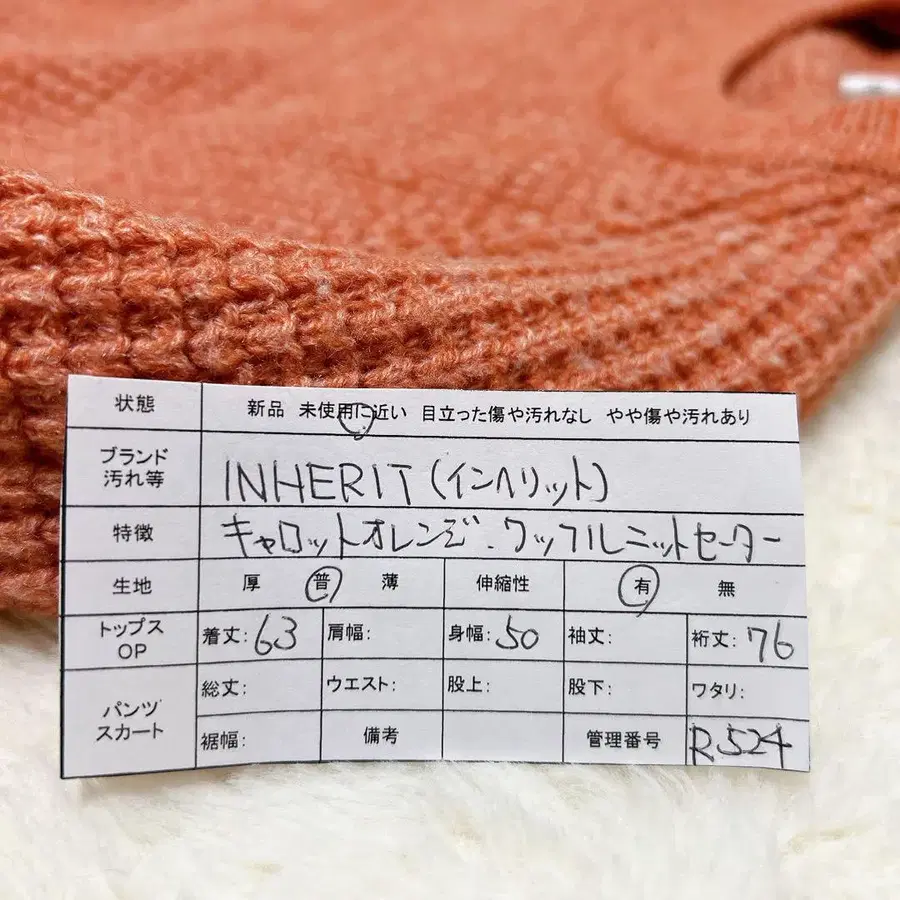 状態 新品 未使用に近い 目立った傷や汚れなし やや傷や汚れあり
ブランド
汚れ等
INHERIT(インヘリット)
特徴 キャロットオレンジ.ワッフルニットセーター
生地 厚 普 薄 伸縮性 有 無
トップス
OP
着丈:63 肩幅: 身幅:50 袖丈: 裄丈:76
パンツ
スカート
総丈: ウエスト: 股上: 股下: ワタリ:
裾幅: 備考 管理番号 R524